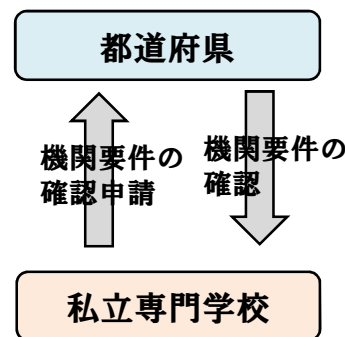 都道府県
機関要件の
確認申請
機関要件の
確認
私立専門学校